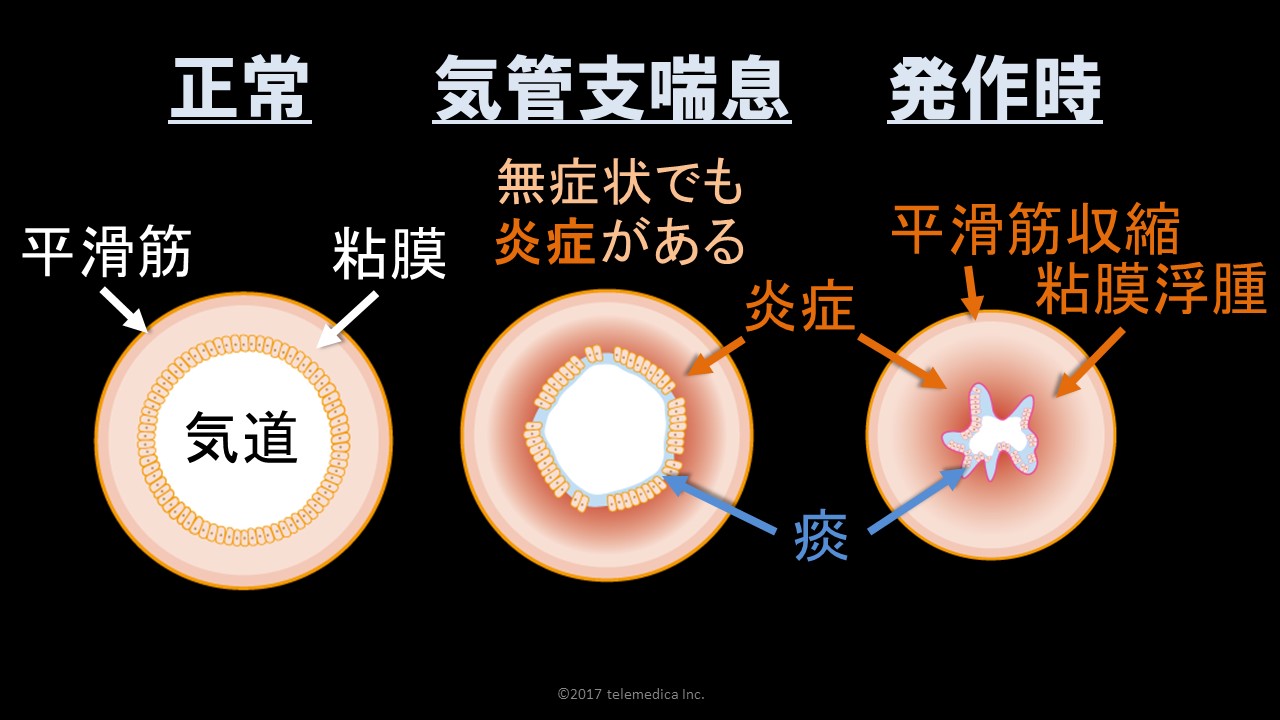 正常
気管支喘息
発作時
無症状でも
炎症がある
平滑筋
粘膜
炎症
平滑筋収縮
粘膜浮腫
気道
痰
©2017 telemedica Inc.